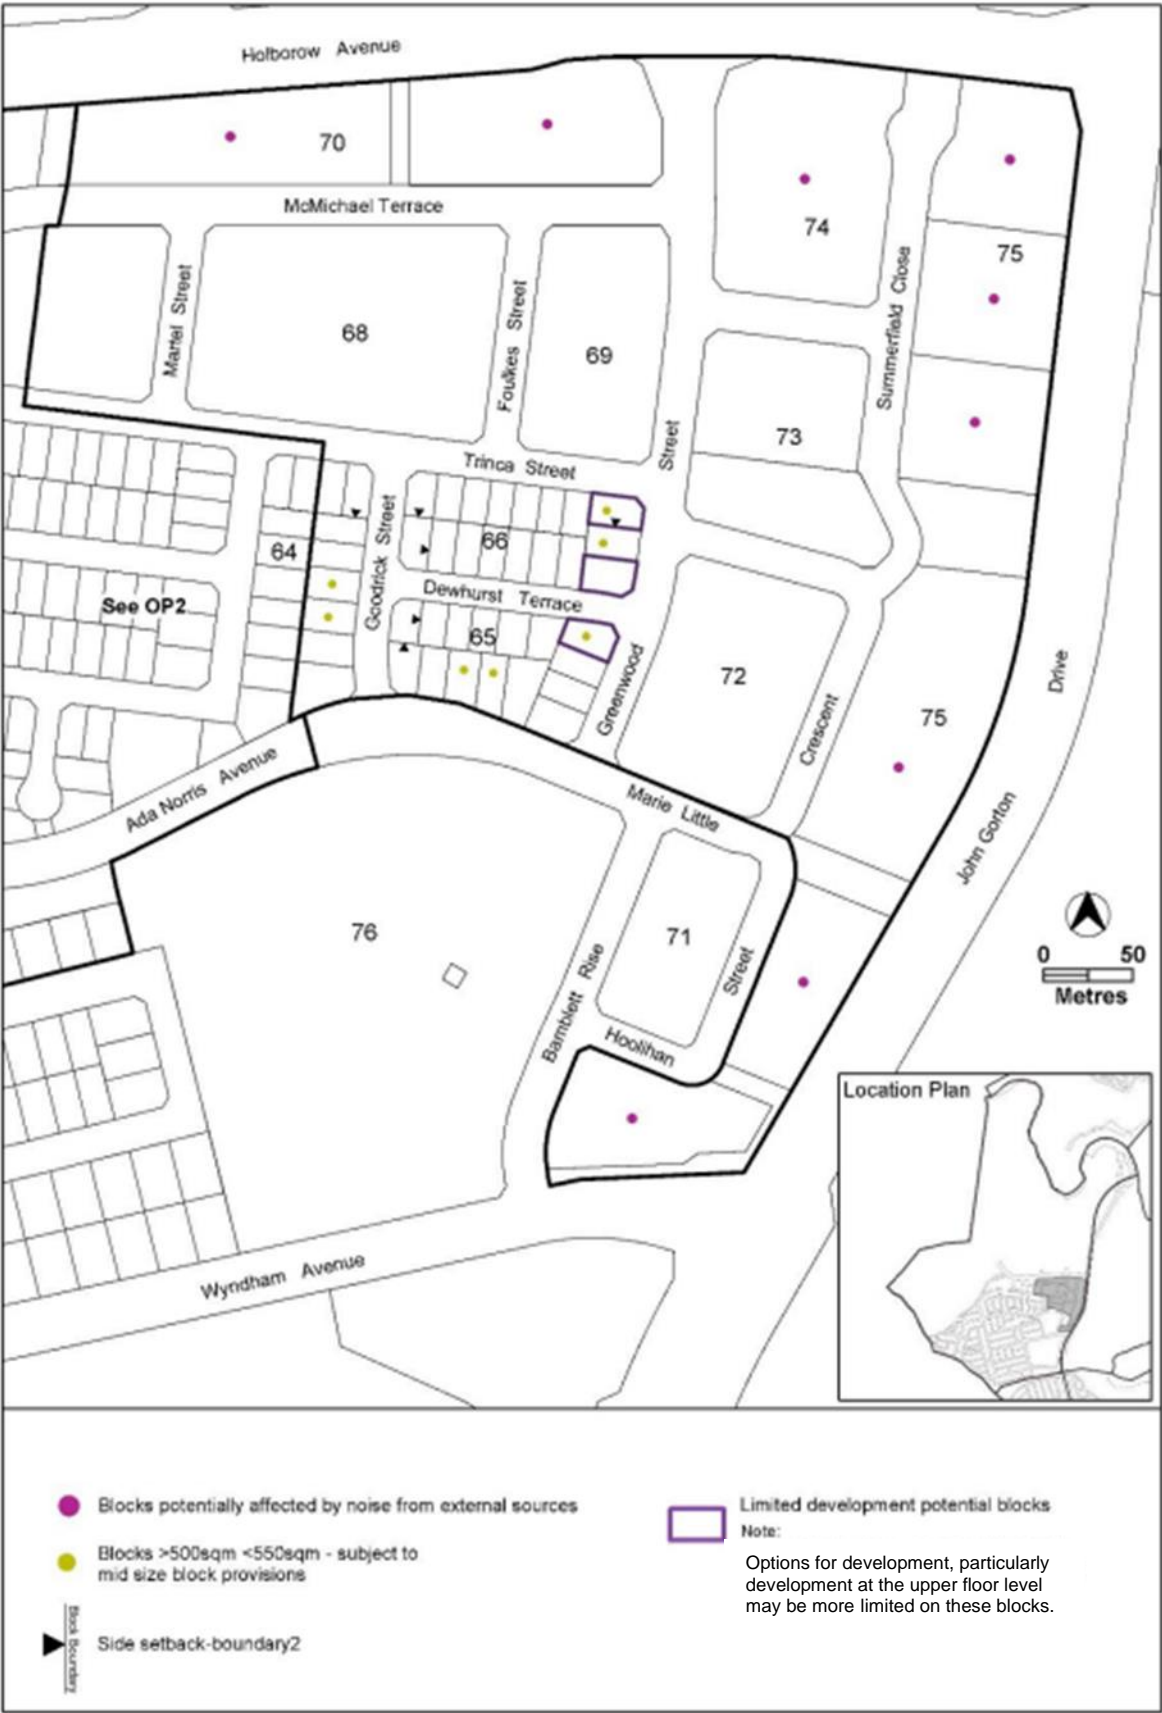 Holborow Avenue
70
McMichael Terrace
74
75
Martel Street
68
Foulkes Street
69
Summerfield Close
Street
73
Trinca Street
64
Goodrick Street
66
See OP2
Dewhurst Terrace
65
Greenwood
72
Crescent
75
Drive
Ada Norris Avenue
Marie Little
John Gorton
76
71
Street
Bamblett Rise
Hoolihan
0 50
Metres
Location Plan
Wyndham Avenue
Blocks potentially affected by noise from external sources
Blocks >500sqm <550sqm - subject to
mid size block provisions
Block Boundary
Side setback-boundary2
Limited development potential blocks
Note:
Options for development, particularly
development at the upper floor level
may be more limited on these blocks.